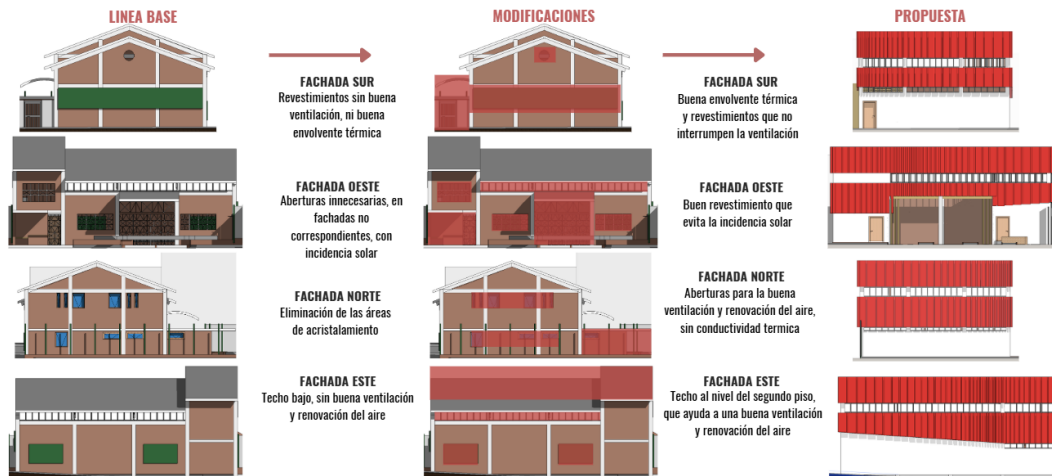 LINEA BASE
MODIFICACIONES
PROPUESTA
FACHADA SUR
Revestimientos sin buena
ventilación, ni buena
envolvente térmica
FACHADA SUR
Buena envolvente térmica
y revestimientos que no
interrumpen la ventilación
FACHADA OESTE
Aberturas innecesarias, en
fachadas no
correspondientes, con
incidencia solar
FACHADA OESTE
Buen revestimiento que
evita la incidencia solar
FACHADA NORTE
Eliminación de las áreas
de acristalamiento
FACHADA NORTE
Aberturas para la buena
ventilación y renovación del aire,
sin conductividad termica
FACHADA ESTE
Techo bajo, sin buena ventilación
y renovación del aire
FACHADA ESTE
Techo al nivel del segundo piso,
que ayuda a una buena ventilación
y renovación del aire